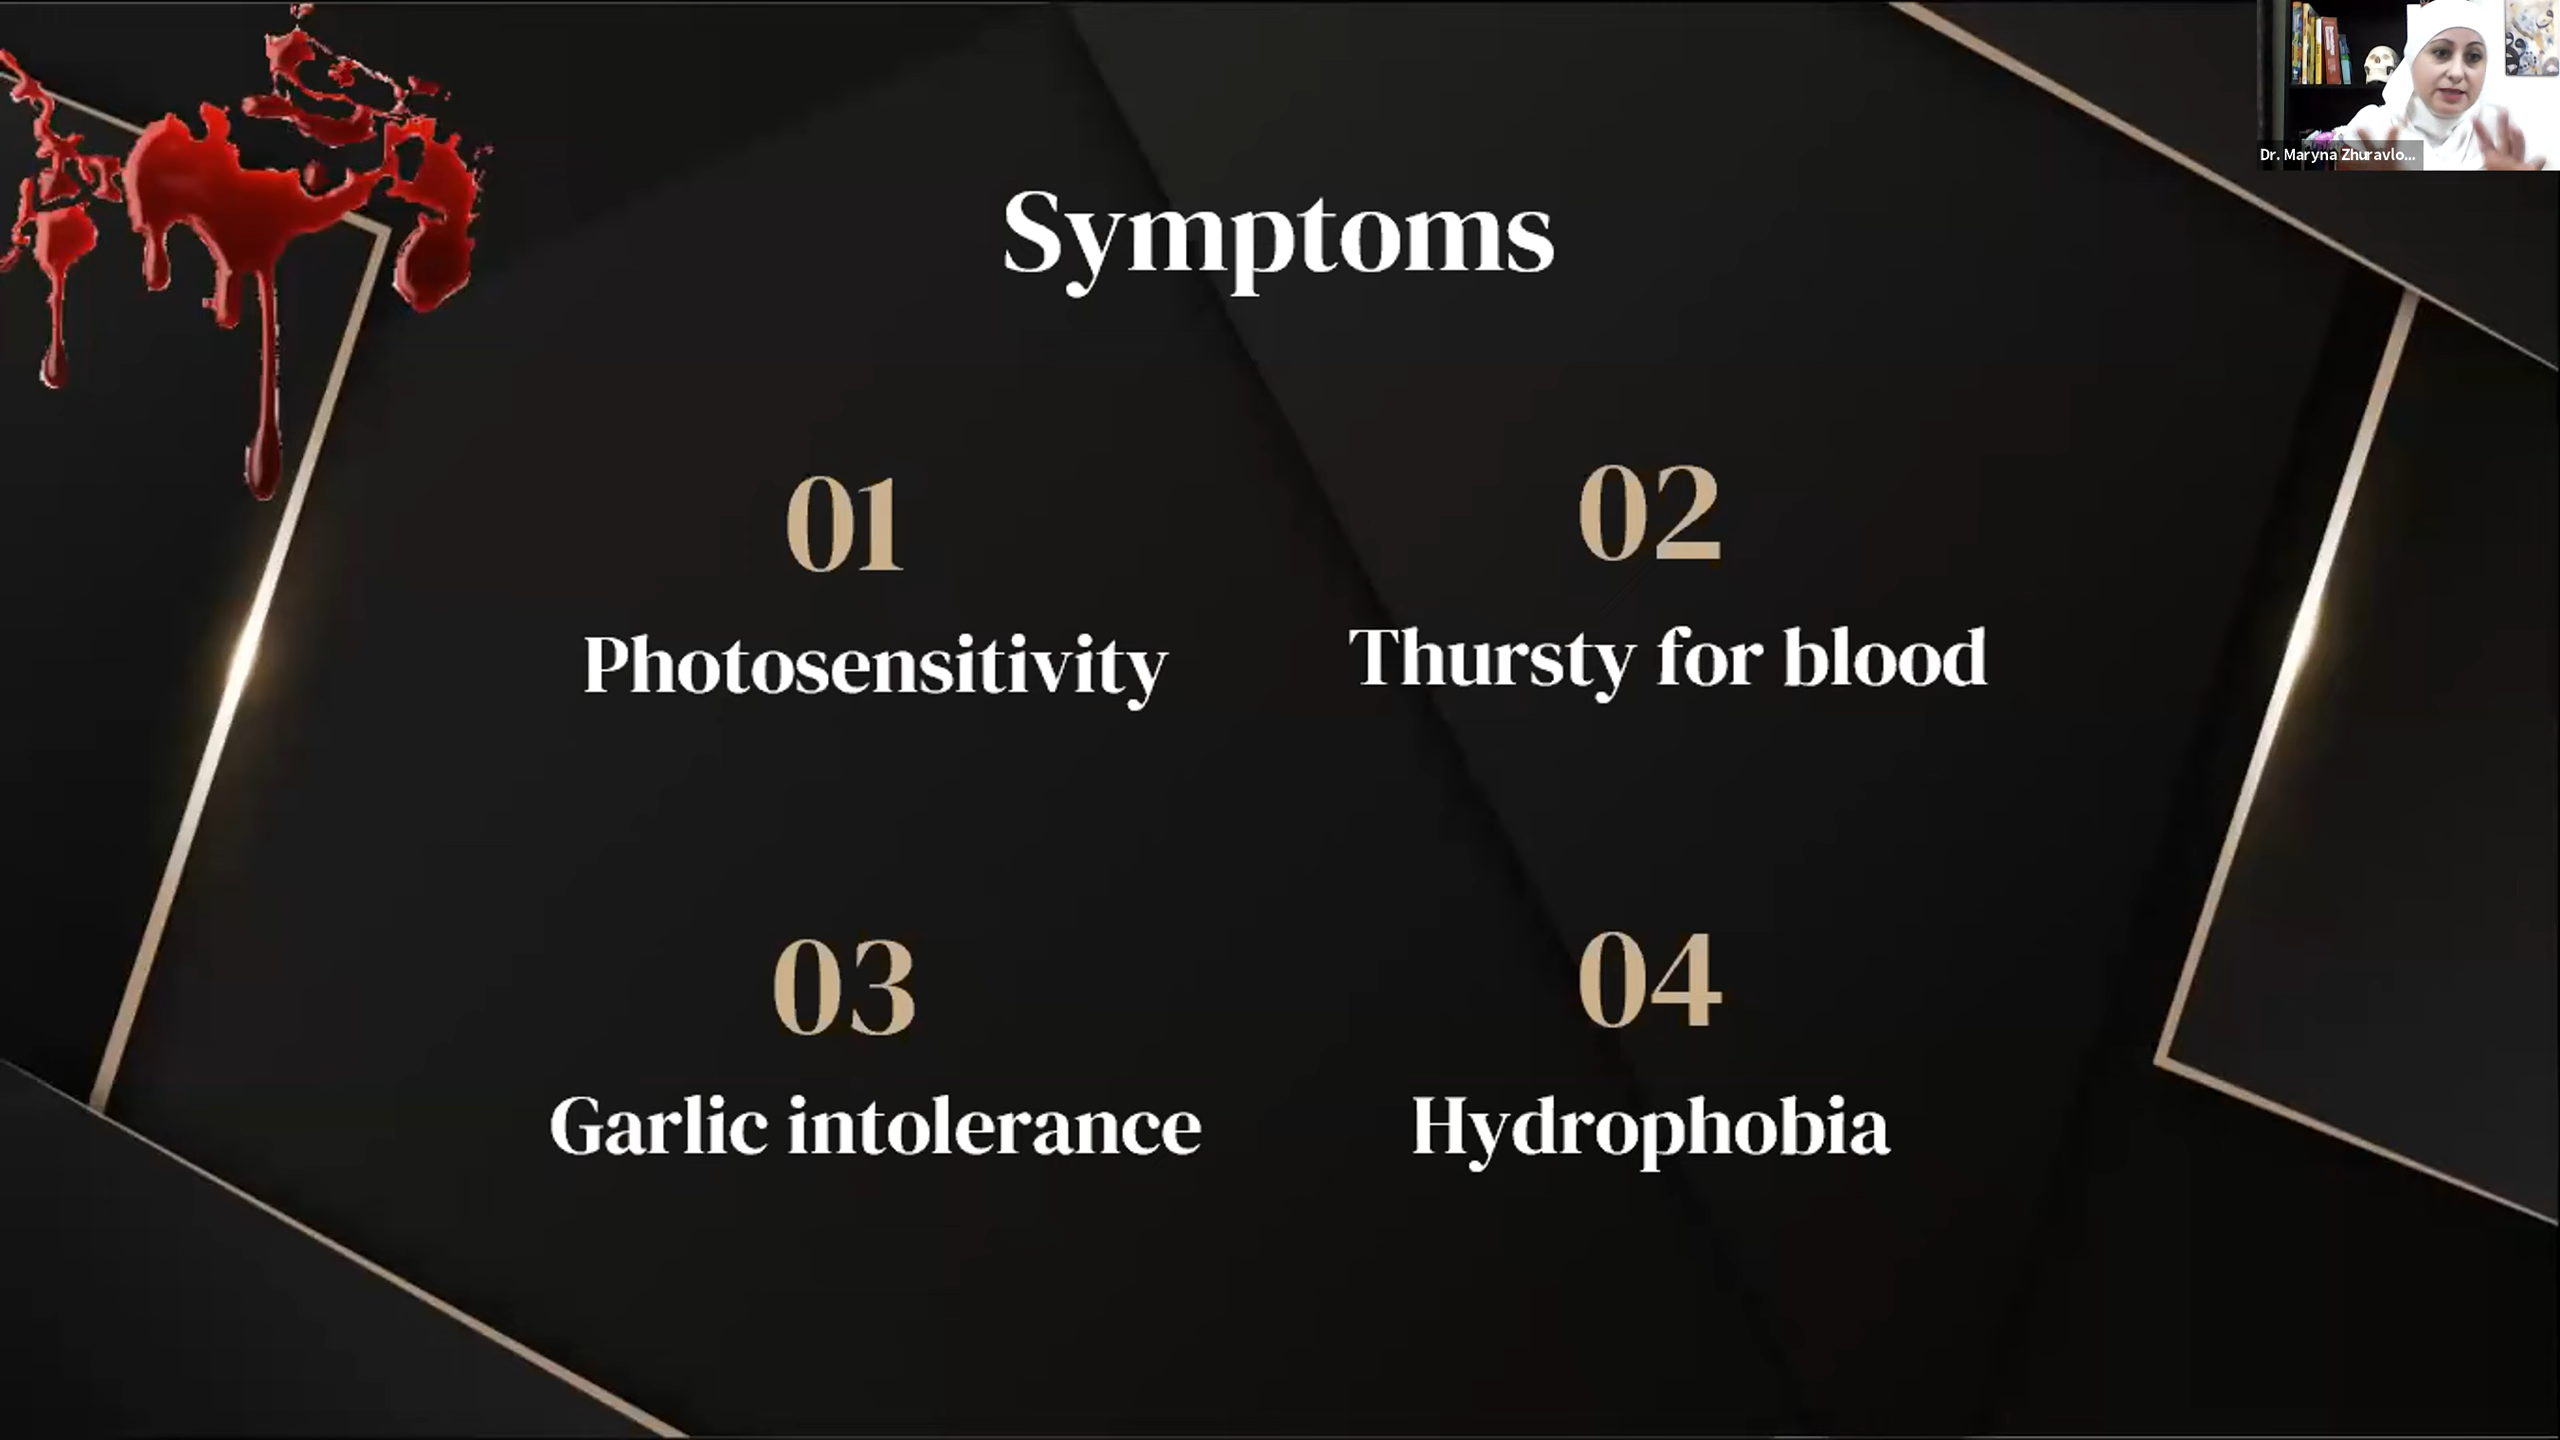 Dr. Maryna Zhuravlo...
Symptoms
01
Photosensitivity
02
Thursty for blood
03
Garlic intolerance
04
Hydrophobia